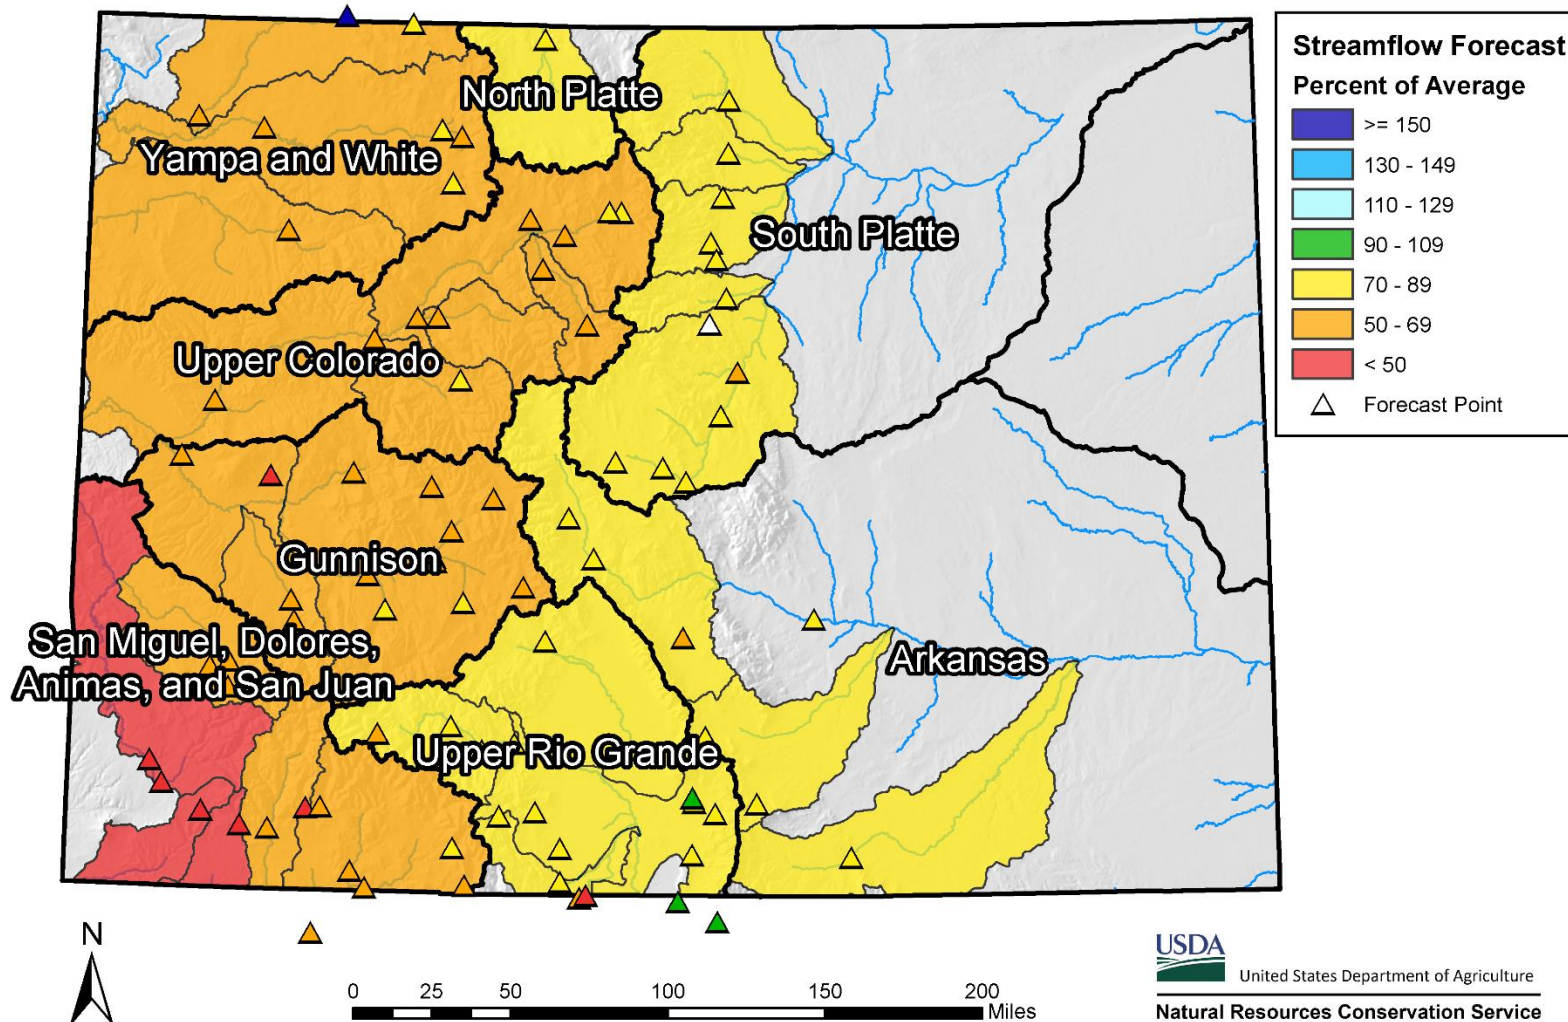 Streamflow Forecast
Percent of Average
>= 150
130 - 149
110 - 129
90 - 109
70 - 89
50 - 69
< 50
Forecast Point
North Platte
Yampa and White
South Platte
Upper Colorado
Gunnison
San Miguel, Dolores,
Animas, and San Juan
Arkansas
Upper Rio Grande
N
0 25 50 100 150 200
Miles
USDA
United States Department of Agriculture
Natural Resources Conservation Service